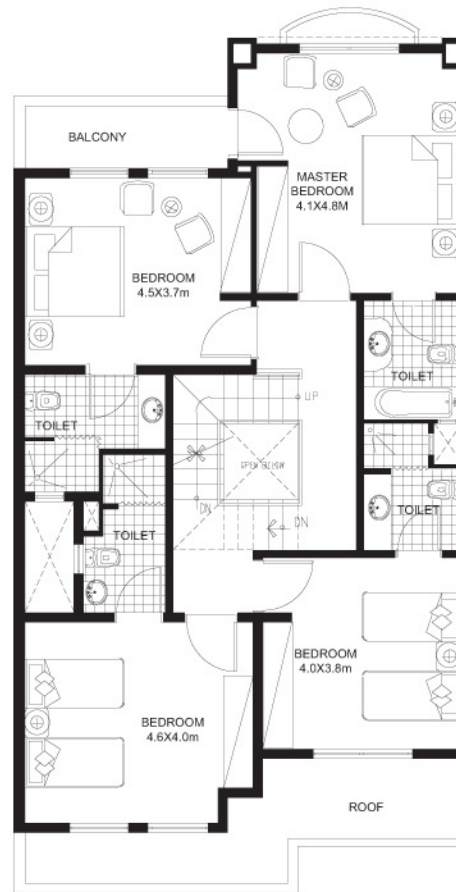 BALCONY
MASTER
BEDROOM
4.1X4.8M
BEDROOM
4.5X3.7m
TOILET
TOILET
UP
OPEN BELOW
DN
DN
TOILET
TOILET
BEDROOM
4.0X3.8m
BEDROOM
4.6X4.0m
ROOF